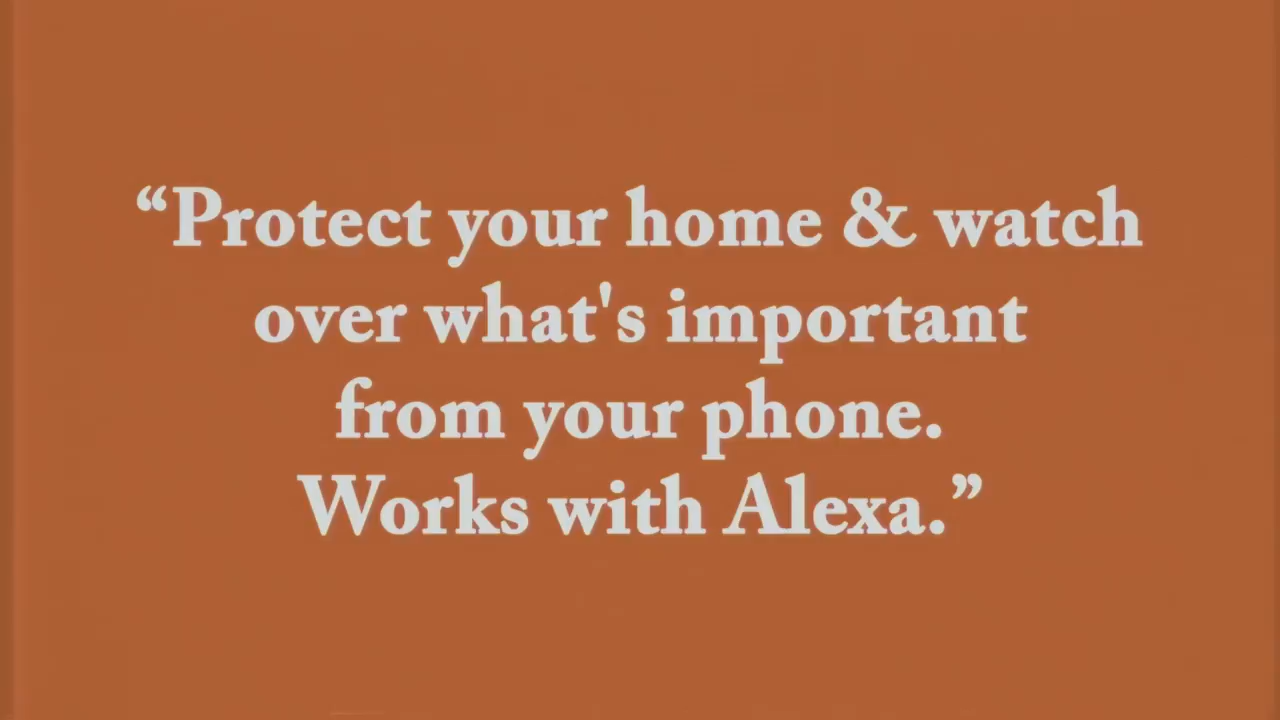 “Protect your home & watch
over what's important
from your phone.
Works with Alexa.”